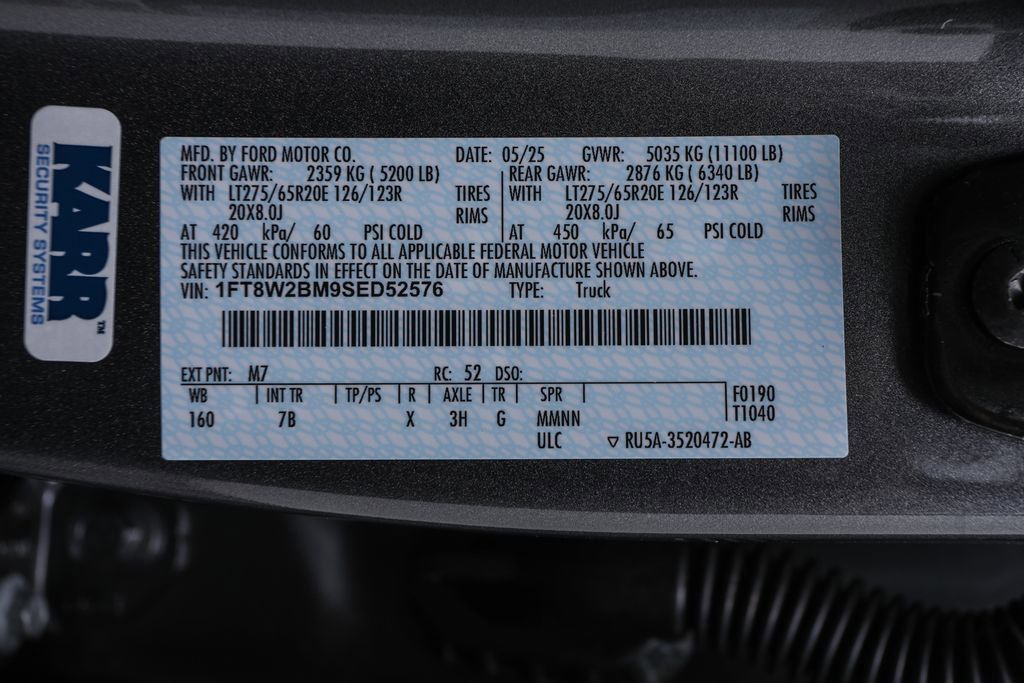 KARR™
SECURITY SYSTEMS
MFD. BY FORD MOTOR CO. DATE: 05/25 GVWR: 5035 KG (11100 LB)
FRONT GAWR: 2359 KG ( 5200 LB) REAR GAWR: 2876 KG ( 6340 LB)
WITH LT275/65R20E 126/123R TIRES WITH LT275/65R20E 126/123R TIRES
20X8.0J RIMS 20X8.0J RIMS
AT 420 kPa/ 60 PSI COLD AT 450 kPa/ 65 PSI COLD
THIS VEHICLE CONFORMS TO ALL APPLICABLE FEDERAL MOTOR VEHICLE
SAFETY STANDARDS IN EFFECT ON THE DATE OF MANUFACTURE SHOWN ABOVE.
VIN: 1FT8W2BM9SED52576 TYPE: Truck
EXT PNT: M7 RC: 52 DSO:
WB INT TR TP/PS R AXLE TR SPR F0190
160 7B X 3H G MMNN T1040
ULC ▽ RU5A-3520472-AB